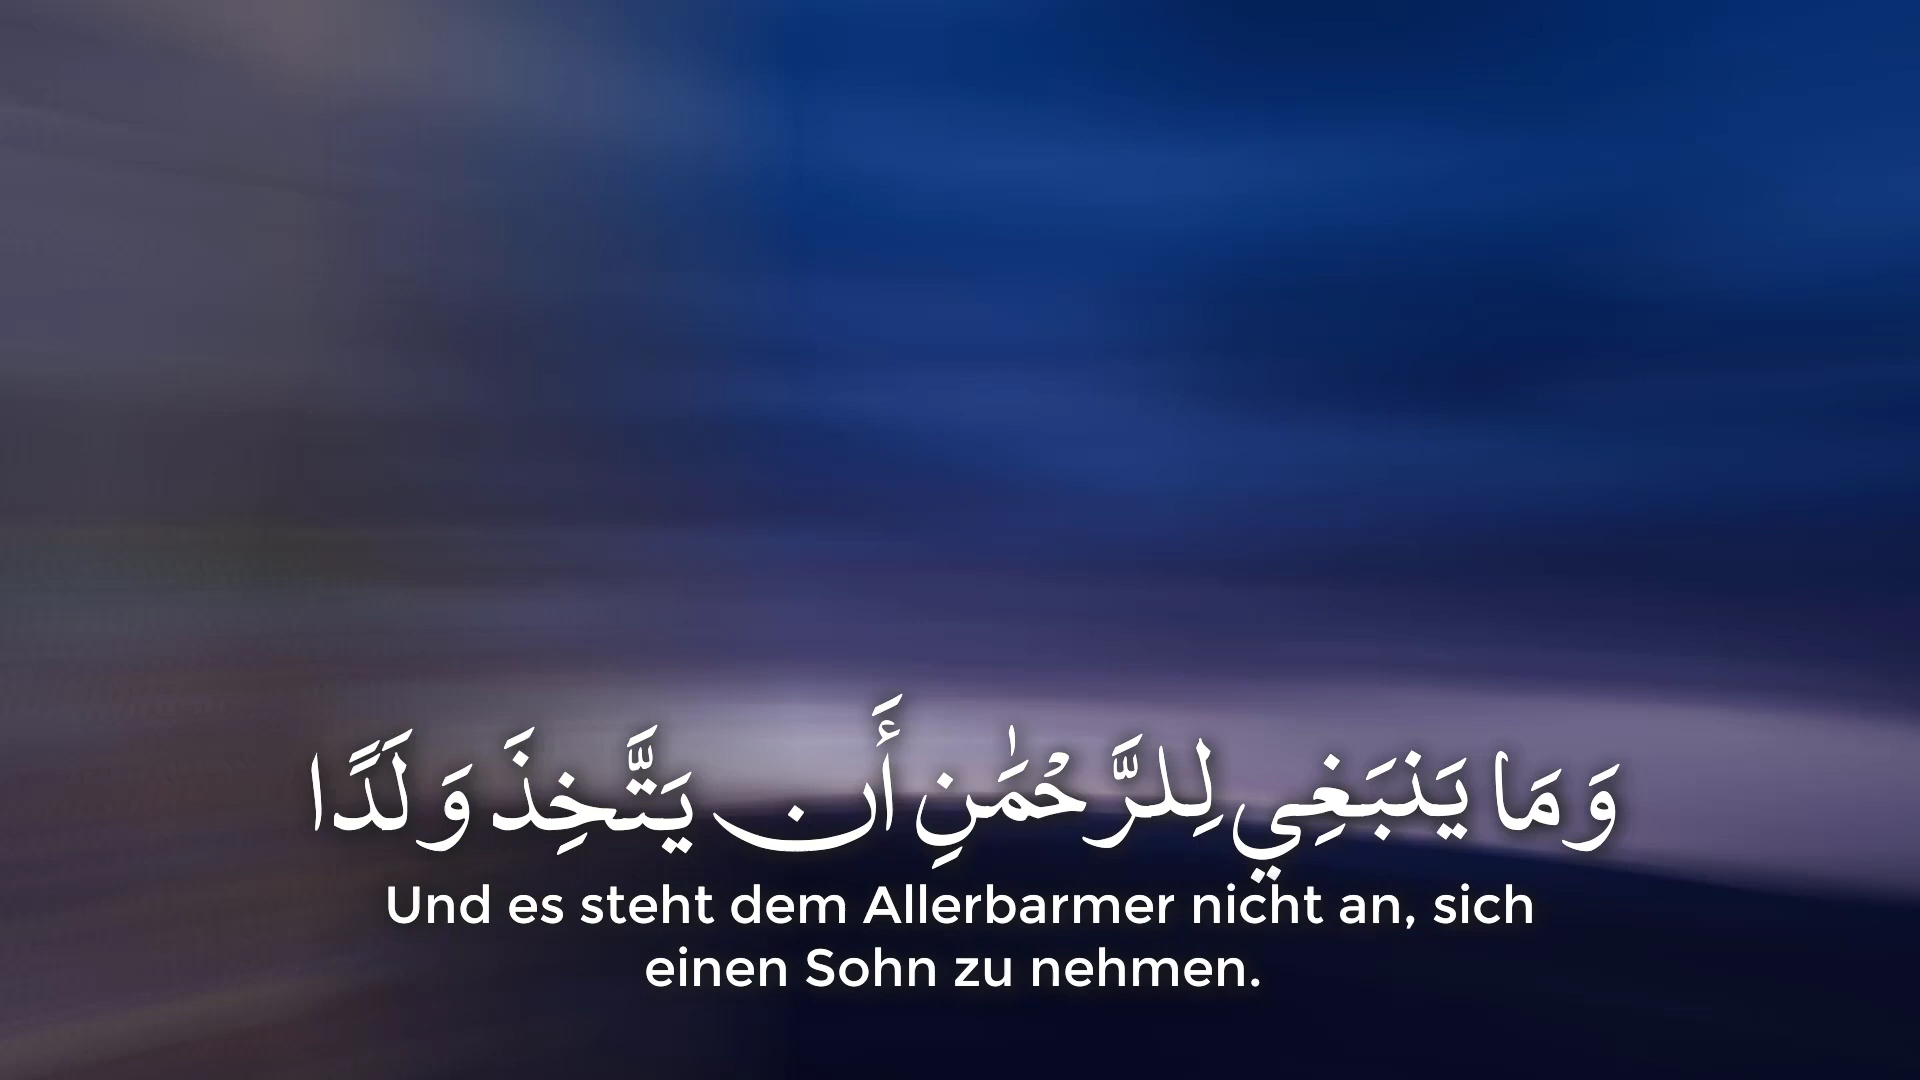 وَمَا يَنبَغِي لِلرَّحْمَٰنِ أَن يَتَّخِذَ وَلَدًا
Und es steht dem Allerbarmer nicht an, sich
einen Sohn zu nehmen.